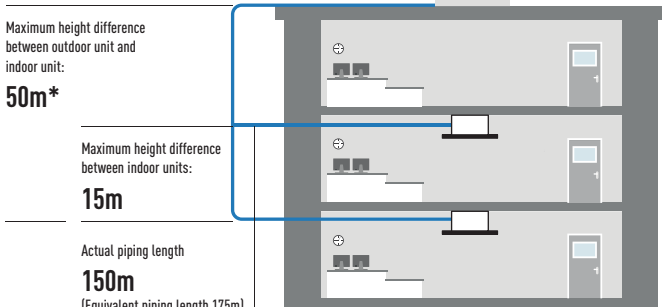 Maximum height difference
between outdoor unit and
indoor unit:
50m*
Maximum height difference
between indoor units:
15m
Actual piping length
150m
(Equivalent piping length 175m)